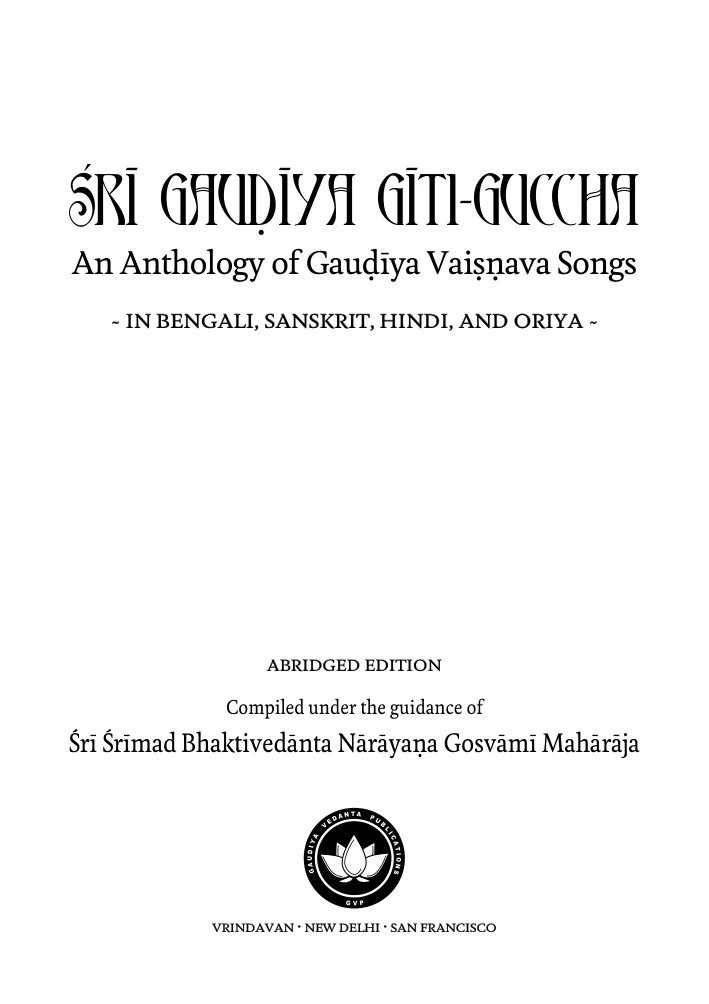 ŚRĪ GAUḌĪYA GĪTI-GUCCHA
An Anthology of Gauḍīya Vaiṣṇava Songs
~ IN BENGALI, SANSKRIT, HINDI, AND ORIYA ~
ABRIDGED EDITION
Compiled under the guidance of
Śrī Śrīmad Bhaktivedānta Nārāyaṇa Gosvāmī Mahārāja
GAUDIYA VEDANTA PUBLICATIONS
GVP
VRINDAVAN · NEW DELHI · SAN FRANCISCO